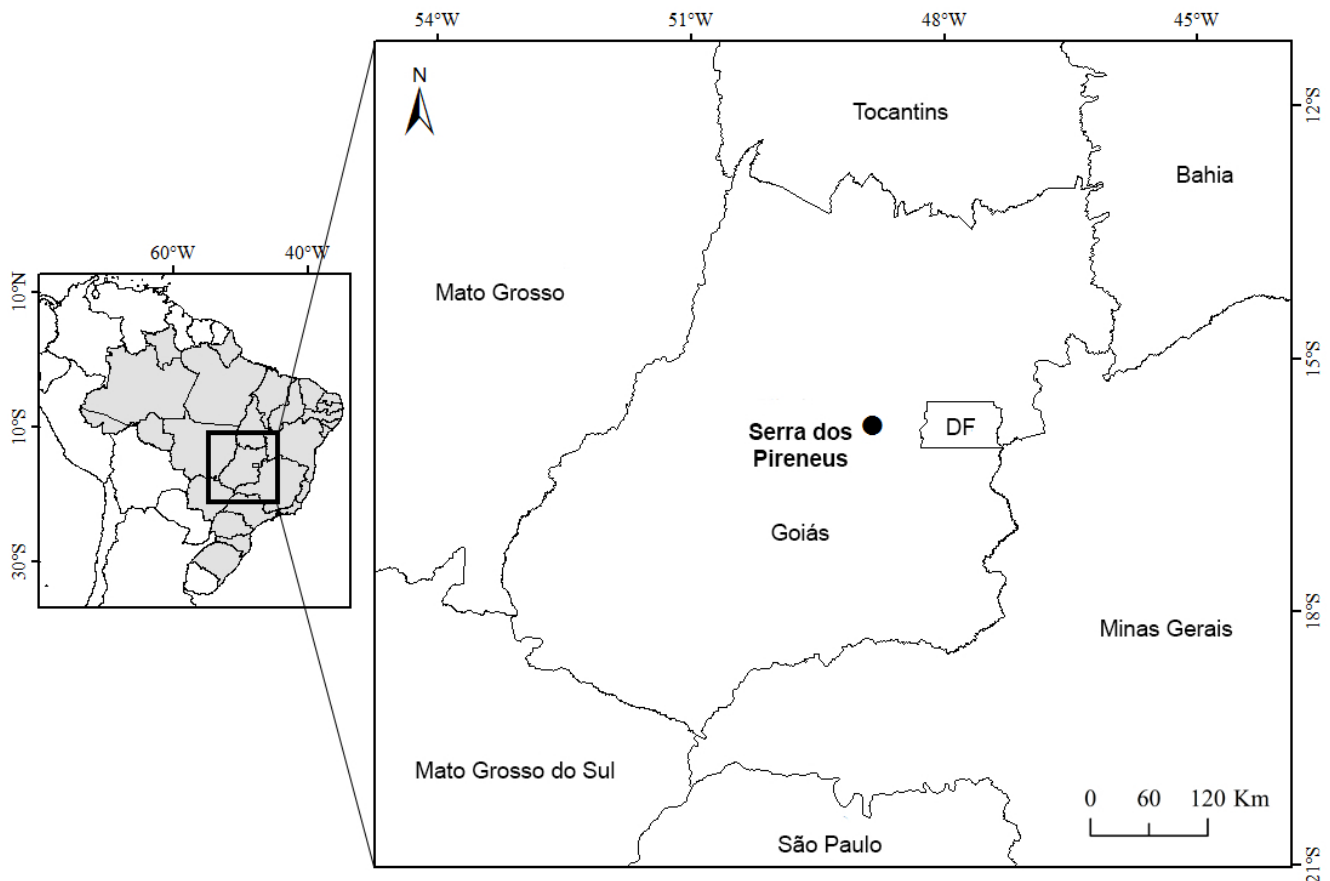 54°W
51°W
48°W
45°W
N
12°S
Tocantins
Bahia
60°W
40°W
10°N
Mato Grosso
15°S
10°S
Serra dos
Pireneus
DF
Goiás
30°S
18°S
Minas Gerais
Mato Grosso do Sul
0 60 120 Km
São Paulo
21°S